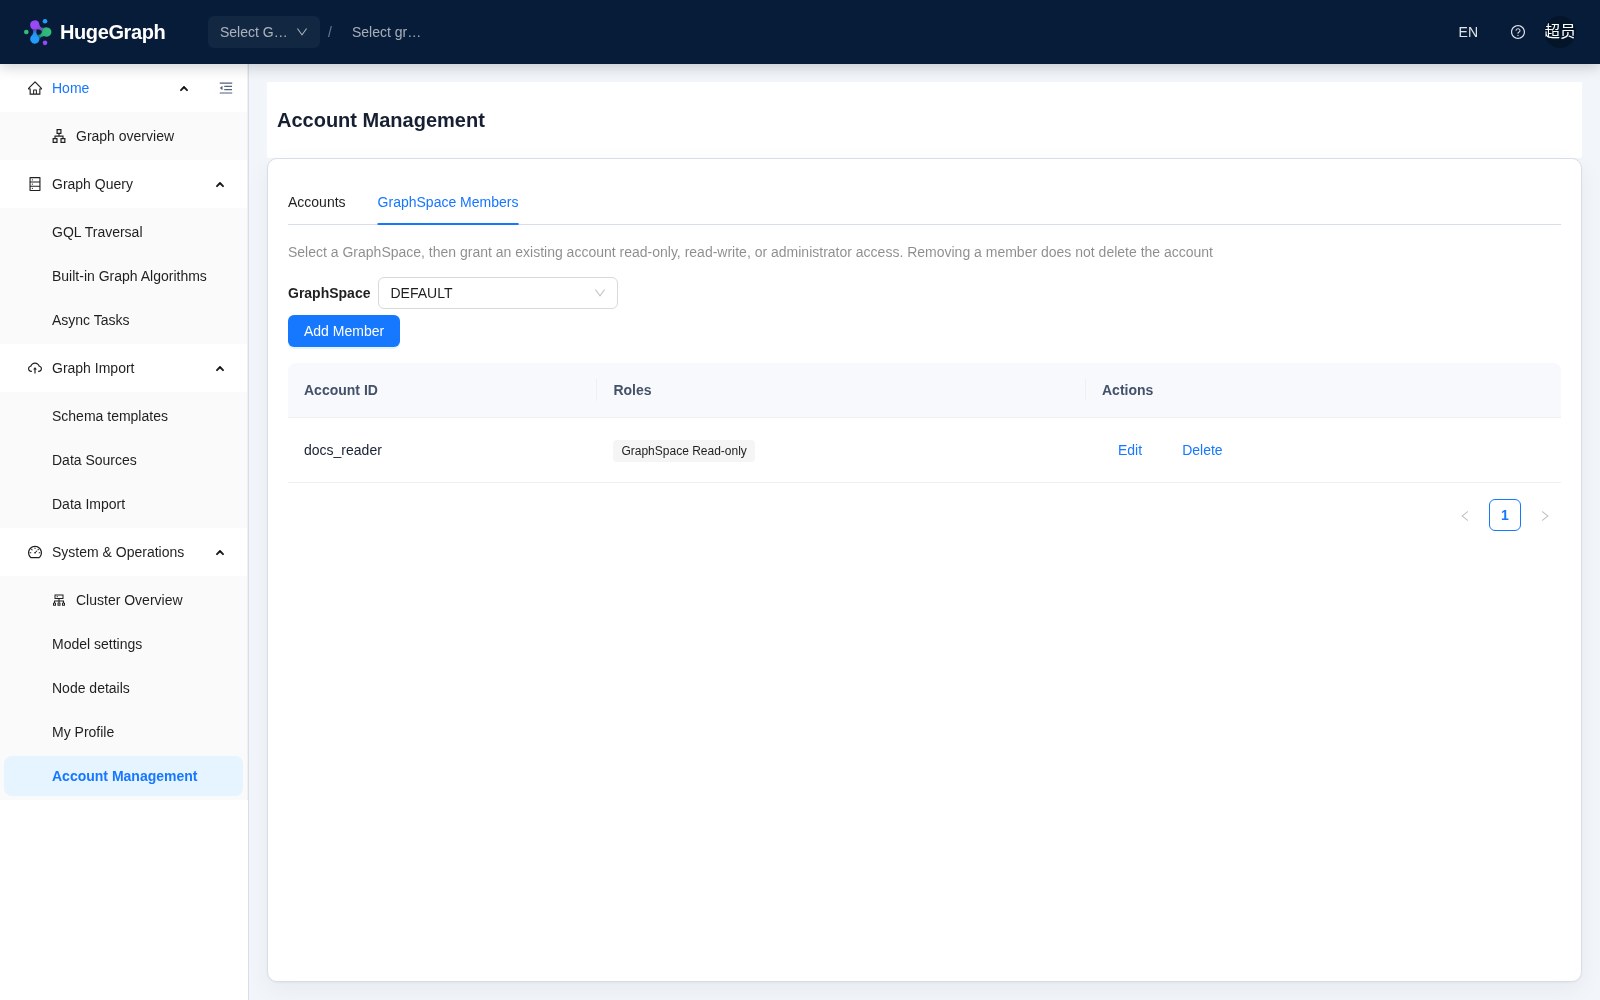 HugeGraph
Select G...
/
Select gr...
EN
超员
Home
Graph overview
Graph Query
GQL Traversal
Built-in Graph Algorithms
Async Tasks
Graph Import
Schema templates
Data Sources
Data Import
System & Operations
Cluster Overview
Model settings
Node details
My Profile
Account Management
Account Management
Accounts
GraphSpace Members
Select a GraphSpace, then grant an existing account read-only, read-write, or administrator access. Removing a member does not delete the account
GraphSpace
DEFAULT
Add Member
Account ID
Roles
Actions
docs_reader
GraphSpace Read-only
Edit
Delete
1